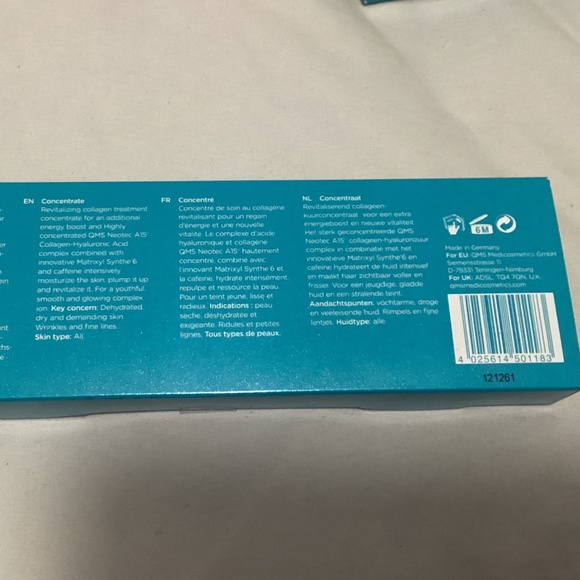 EN Concentrate
Revitalizing collagen treatment
concentrate for an additional
energy boost and Highly
concentrated QMS Neotec A15
Collagen-Hyaluronic Acid
complex combined with
innovative Matrixyl Synthe 6
and caffeine intensively
moisturize the skin, plump it up
and revitalize it. For a youthful,
smooth and glowing complex
ion. Key concern: Dehydrated,
dry and demanding skin.
Wrinkles and fine lines.
Skin type: All.
FR Concentré
Concentré de soin au collagène
revitalisant pour un regain
d'énergie et une nouvelle
vitalité. Le complexe d'acide
hyaluronique et collagène
QMS Neotec A15 hautement
concentré, combiné avec
l'innovant Matrixyl Synthe 6 et
la caféine, hydrate intensément,
repulpe et ressource la peau.
Pour un teint jeune, lisse et
radieux. Indications : peau
sèche, déshydratée et
exigeante. Ridules et petites
lignes. Tous types de peaux.
NL Concentraat
Revitaliserend collageen-
kuurconcentraat voor een extra
energieboost en nieuwe vitaliteit.
Het sterk geconcentreerde QMS
Neotec A15 collageen-hyaluronzuur
complex in combinatie met het
innovatieve Matrixyl Synthe'6 en
cafeïne hydrateert de huid intensief
en maakt haar zichtbaar voller en
frisser. Voor een jeugdige, gladde
huid en een stralende teint.
Aandachtspunten: vochtarme, droge
en veeleisende huid. Rimpels en fijne
lijntjes. Huidtype: alle.
6 M
Made in Germany
For EU: QMS Medicosmetics GmbH
Siemensstrasse 11
D-79331 Teningen-Nimburg
qmsmedicosmetics.com
For UK: ADSL, TQ4 7QN, U.K.
4 025614 501183
121261